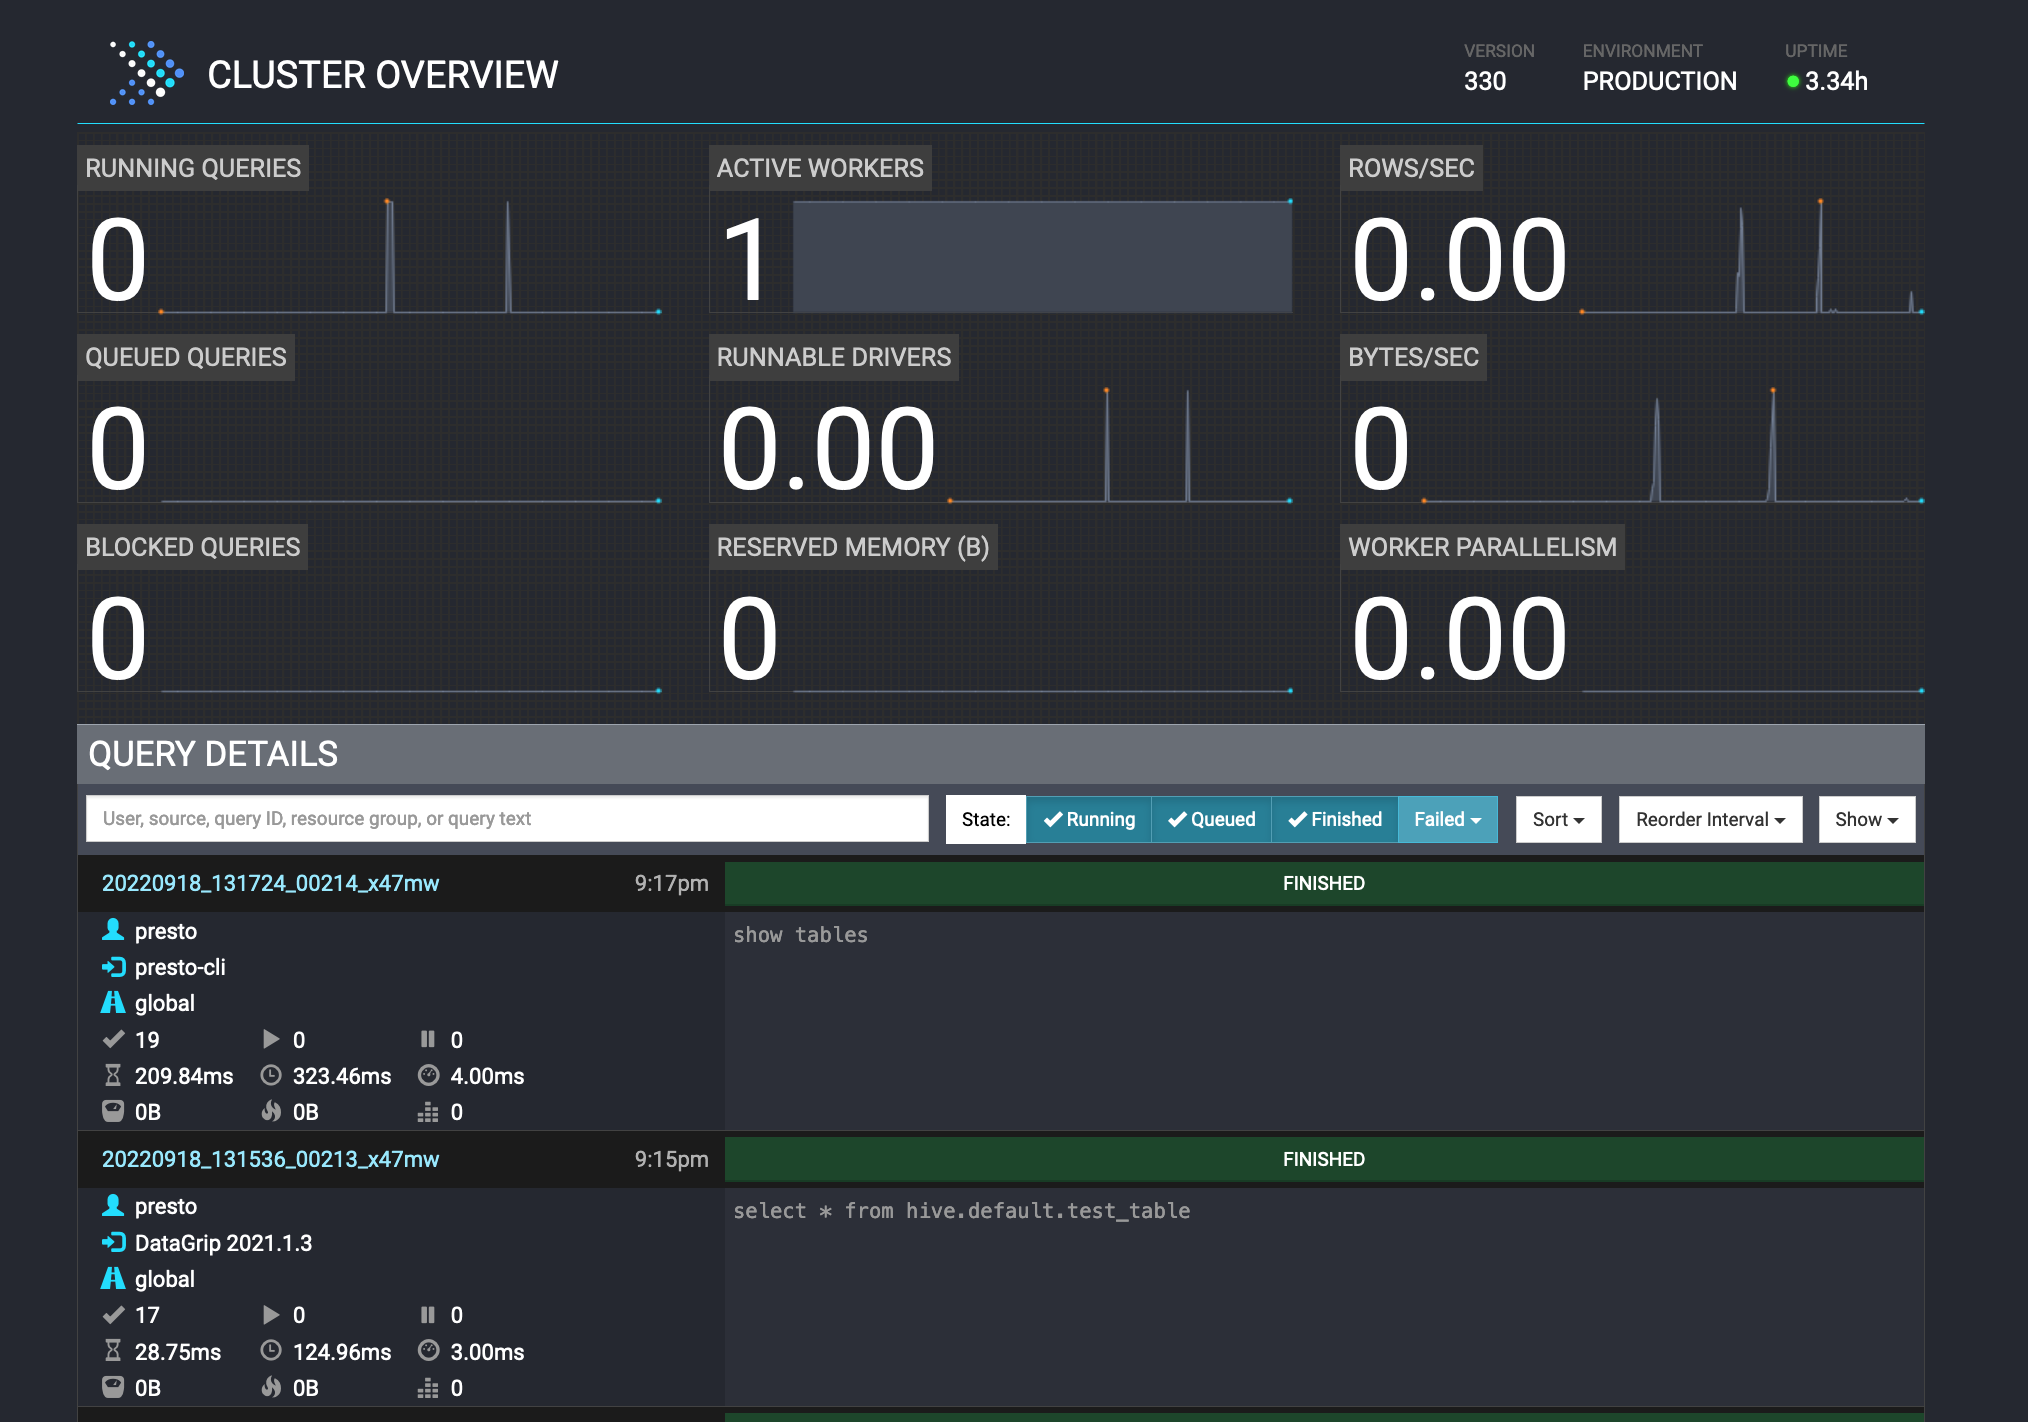 CLUSTER OVERVIEW
VERSION
330
ENVIRONMENT
PRODUCTION
UPTIME
3.34h
RUNNING QUERIES
0
ACTIVE WORKERS
1
ROWS/SEC
0.00
QUEUED QUERIES
0
RUNNABLE DRIVERS
0.00
BYTES/SEC
0
BLOCKED QUERIES
0
RESERVED MEMORY (B)
0
WORKER PARALLELISM
0.00
QUERY DETAILS
User, source, query ID, resource group, or query text
State: Running Queued Finished Failed
Sort
Reorder Interval
Show
20220918_131724_00214_x47mw 9:17pm FINISHED
presto
presto-cli
global
19 0 0
209.84ms 323.46ms 4.00ms
0B 0B 0
show tables
20220918_131536_00213_x47mw 9:15pm FINISHED
presto
DataGrip 2021.1.3
global
17 0 0
28.75ms 124.96ms 3.00ms
0B 0B 0
select * from hive.default.test_table